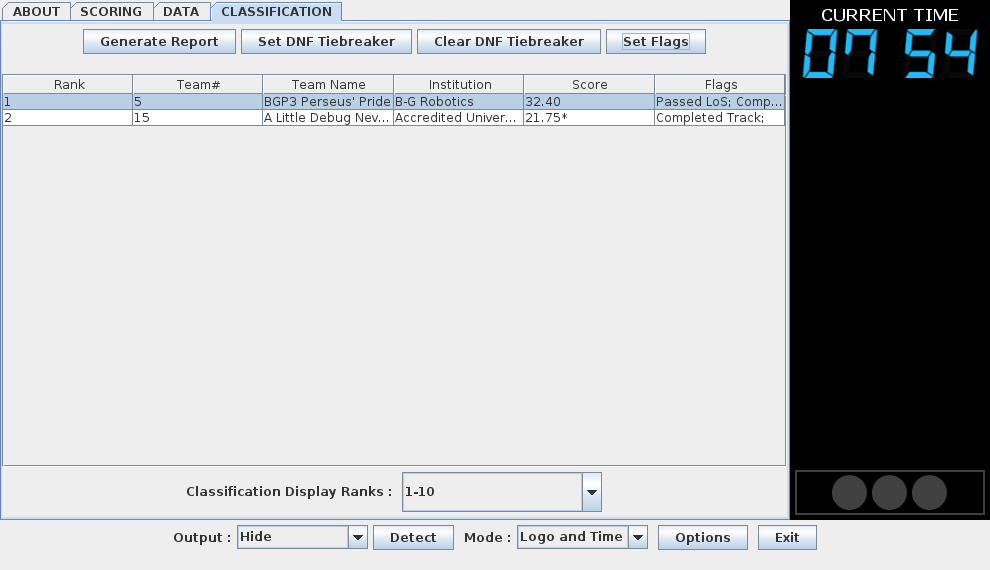 ABOUT SCORING DATA CLASSIFICATION
CURRENT TIME
07 54
Generate Report Set DNF Tiebreaker Clear DNF Tiebreaker Set Flags
Rank Team# Team Name Institution Score Flags
1 5 BGP3 Perseus' Pride B-G Robotics 32.40 Passed LoS; Comp...
2 15 A Little Debug Nev... Accredited Univer... 21.75* Completed Track;
Classification Display Ranks : 1-10
Output : Hide Detect Mode : Logo and Time Options Exit